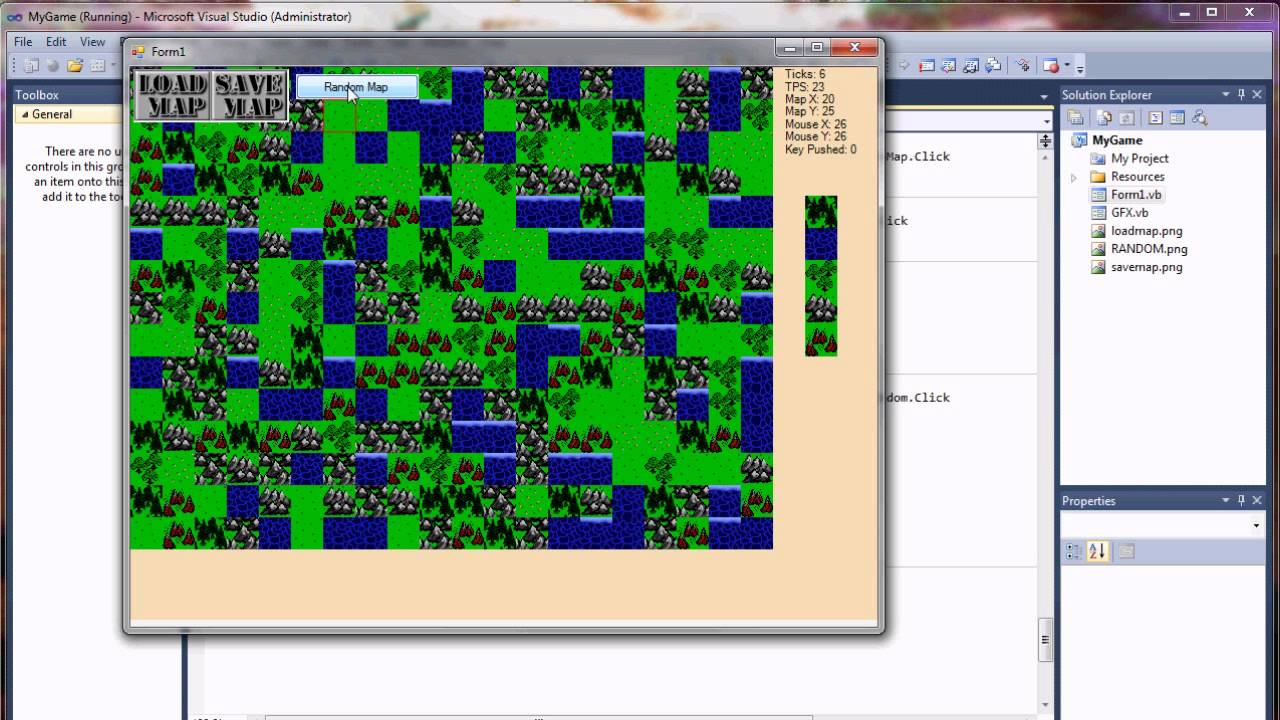 MyGame (Running) - Microsoft Visual Studio (Administrator)
File Edit View
Form1
LOAD MAP
SAVE MAP
Random Map
Ticks: 6
TPS: 23
Map X: 20
Map Y: 25
Mouse X: 26
Mouse Y: 26
Key Pushed: 0
Toolbox
General
There are no u
controls in this gro
an item onto this
add it to the too
Map.Click
ick
dom.Click
Solution Explorer
MyGame
My Project
Resources
Form1.vb
GFX.vb
loadmap.png
RANDOM.png
savemap.png
Properties